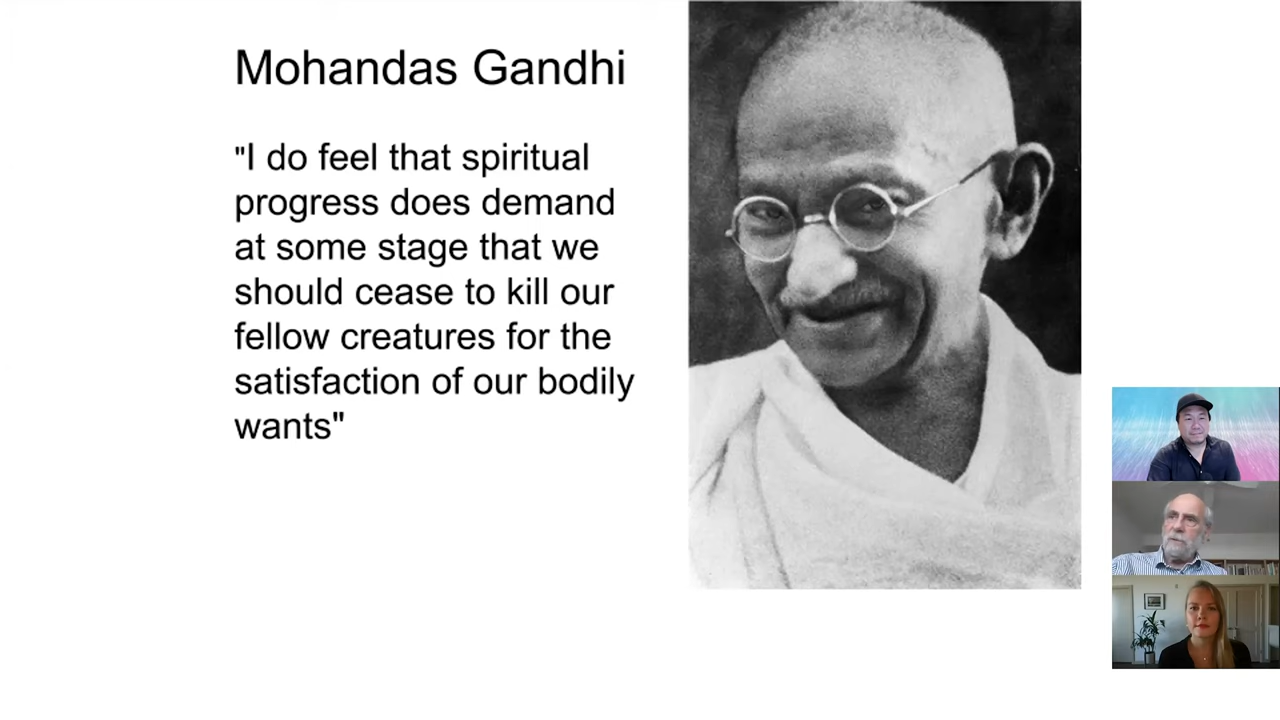 Mohandas Gandhi
"I do feel that spiritual
progress does demand
at some stage that we
should cease to kill our
fellow creatures for the
satisfaction of our bodily
wants"